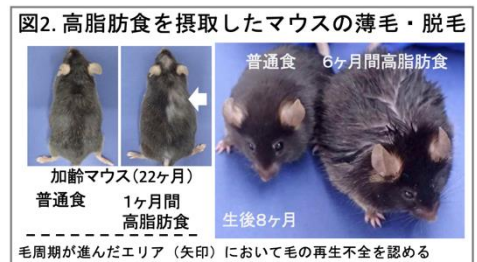 図2. 高脂肪食を摂取したマウスの薄毛・脱毛
加齢マウス(22ヶ月)
普通食
1ヶ月間
高脂肪食
普通食 6ヶ月間高脂肪食
生後8ヶ月
毛周期が進んだエリア（矢印）において毛の再生不全を認める